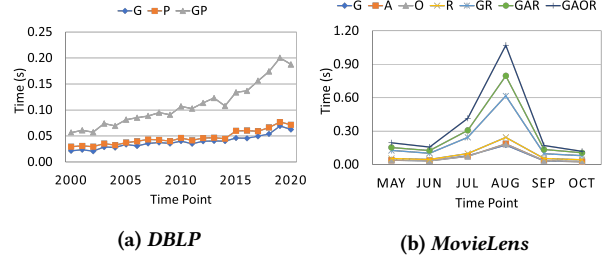 G P GP
0.25
0.20
0.15
0.10
0.05
0.00
Time (s)
2000 2005 2010 2015 2020
Time Point
(a) DBLP
G A O R GR GAR GAOR
1.20
0.90
0.60
0.30
0.00
Time (s)
MAY JUN JUL AUG SEP OCT
Time Point
(b) MovieLens